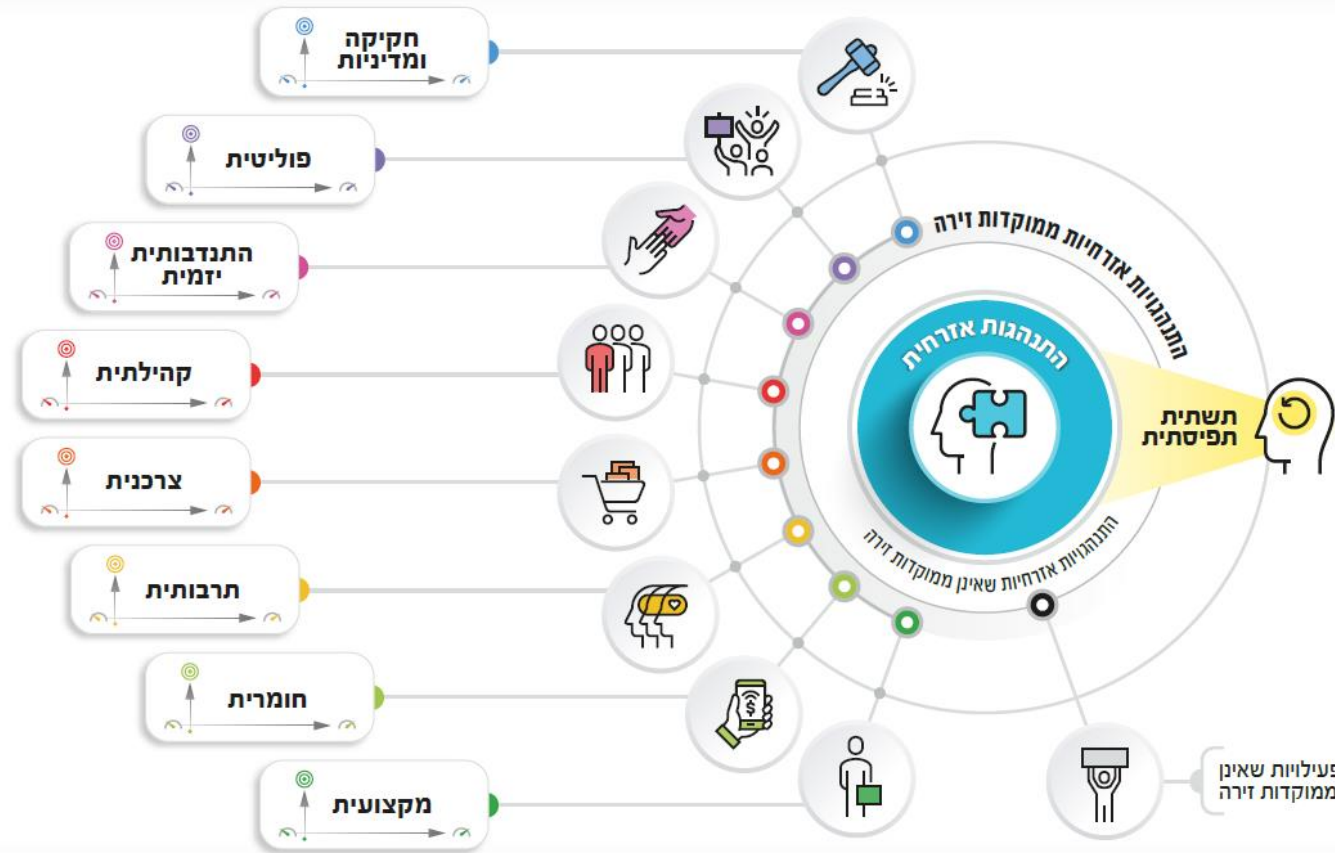 חקיקה
ומדיניות
פוליטית
התנדבותית
יזמית
קהילתית
צרכנית
תרבותית
חומרית
מקצועית
התנהגויות אזרחיות ממוקדות זירה
התנהגות אזרחית
תשתית
תפיסתית
התנהגויות אזרחיות שאינן ממוקדות זירה
פעילויות שאינן
ממוקדות זירה
$